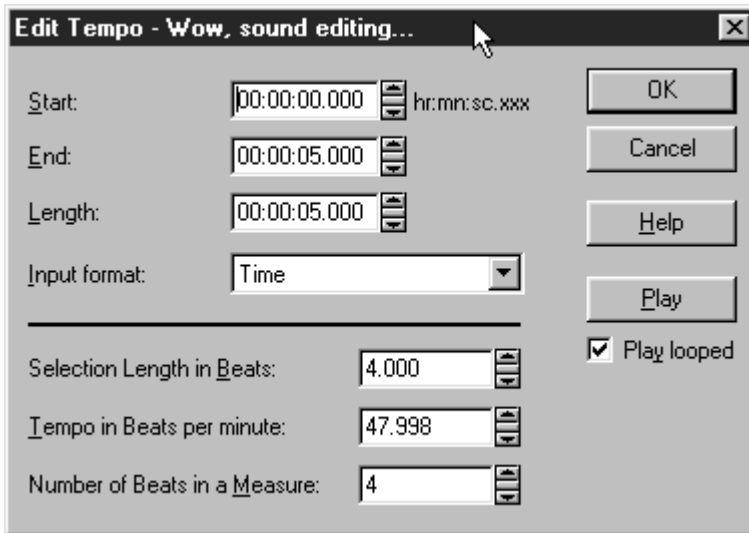 Edit Tempo - Wow, sound editing...
Start: 00:00:00.000 hr:mn:sc.xxx
OK
End: 00:00:05.000
Cancel
Length: 00:00:05.000
Help
Input format: Time
Play
Play looped
Selection Length in Beats: 4.000
Tempo in Beats per minute: 47.998
Number of Beats in a Measure: 4